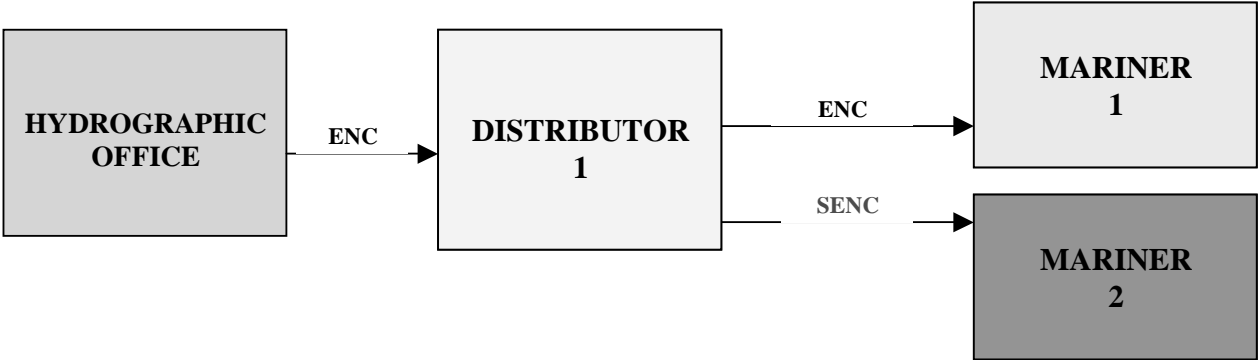 HYDROGRAPHIC
OFFICE
ENC
DISTRIBUTOR
1
ENC
MARINER
1
SENC
MARINER
2